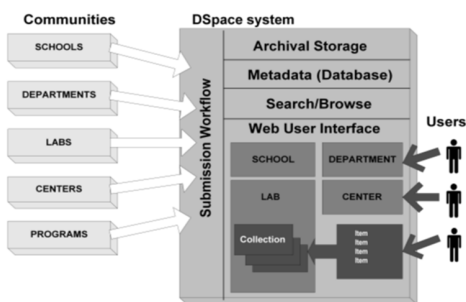 Communities
SCHOOLS
DEPARTMENTS
LABS
CENTERS
PROGRAMS
DSpace system
Submission Workflow
Archival Storage
Metadata (Database)
Search/Browse
Web User Interface
SCHOOL
DEPARTMENT
LAB
CENTER
Collection
Item
Item
Item
Item
Users